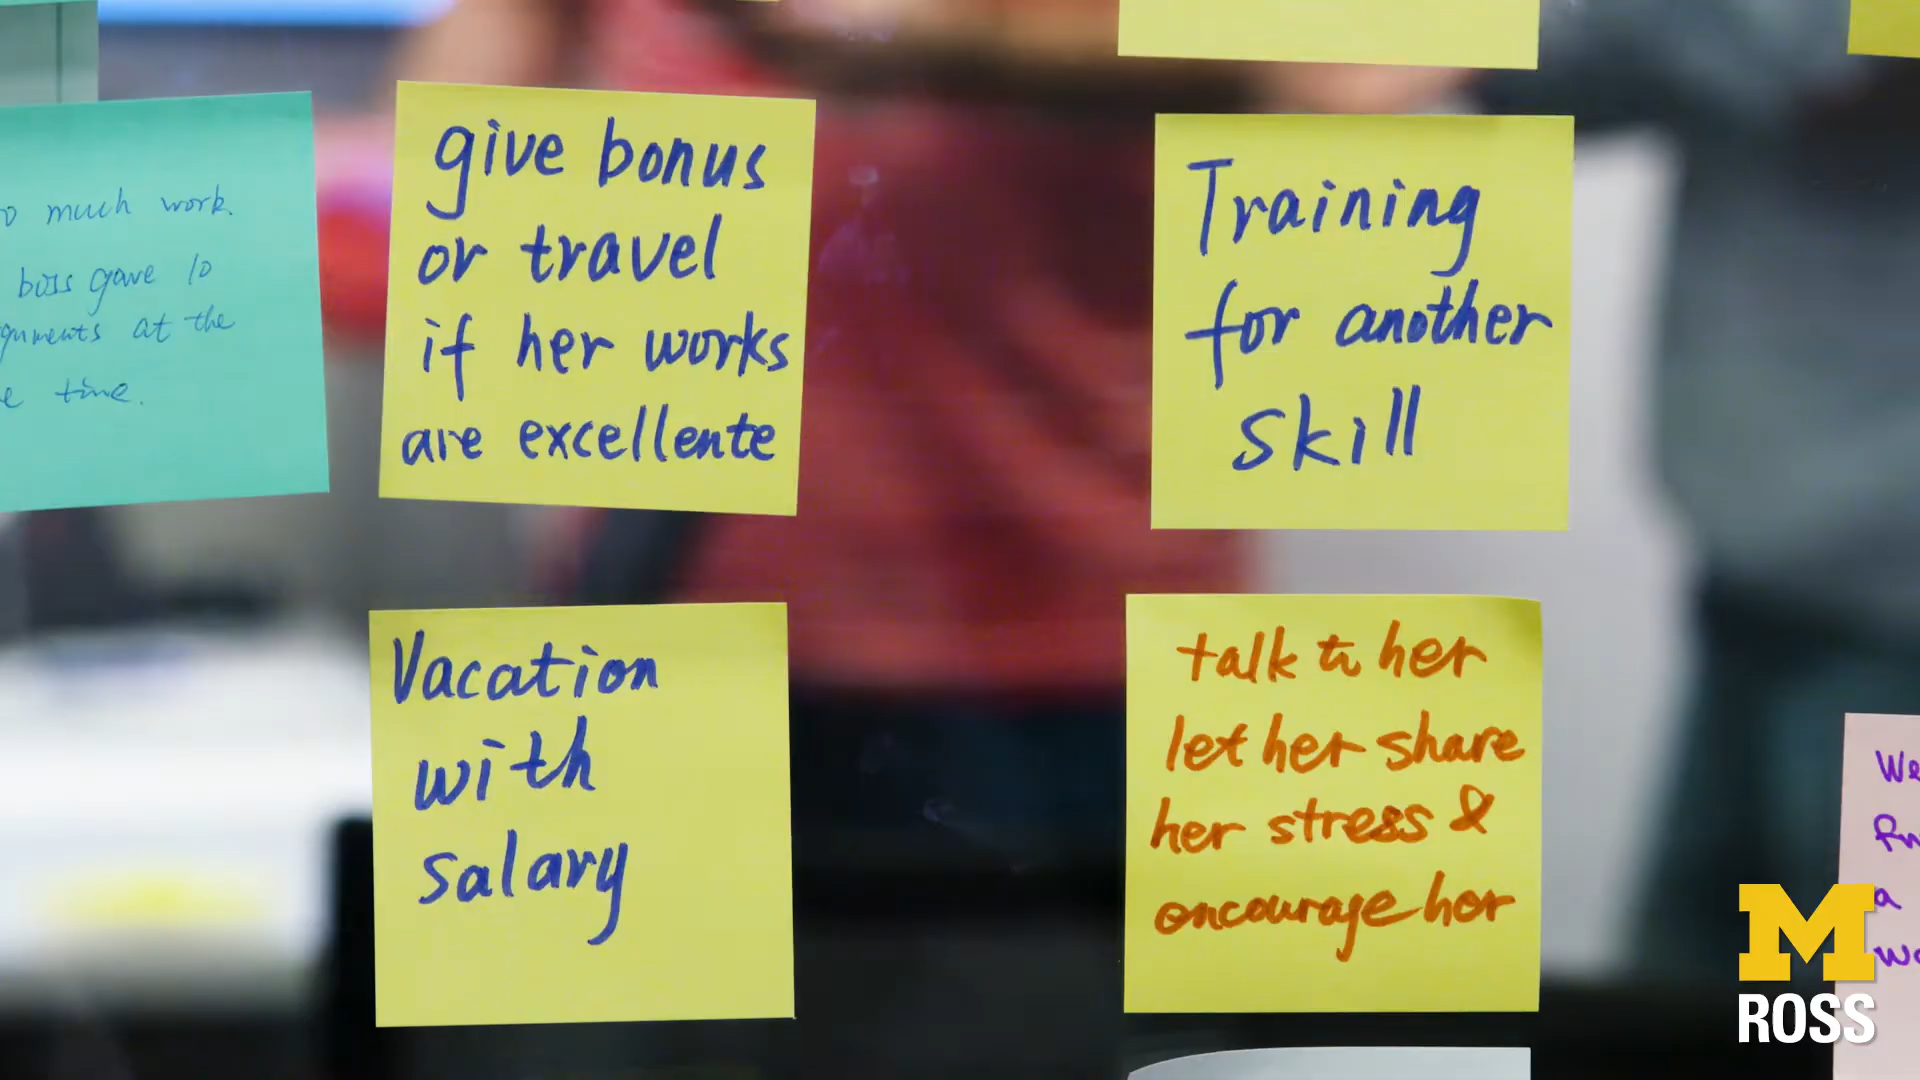 much work.
boss gave 10
at the
time.
give bonus
or travel
if her works
are excellente
Training
for another
skill
Vacation
with
salary
talk to her
let her share
her stress &
encourage her
We
a
M
ROSS